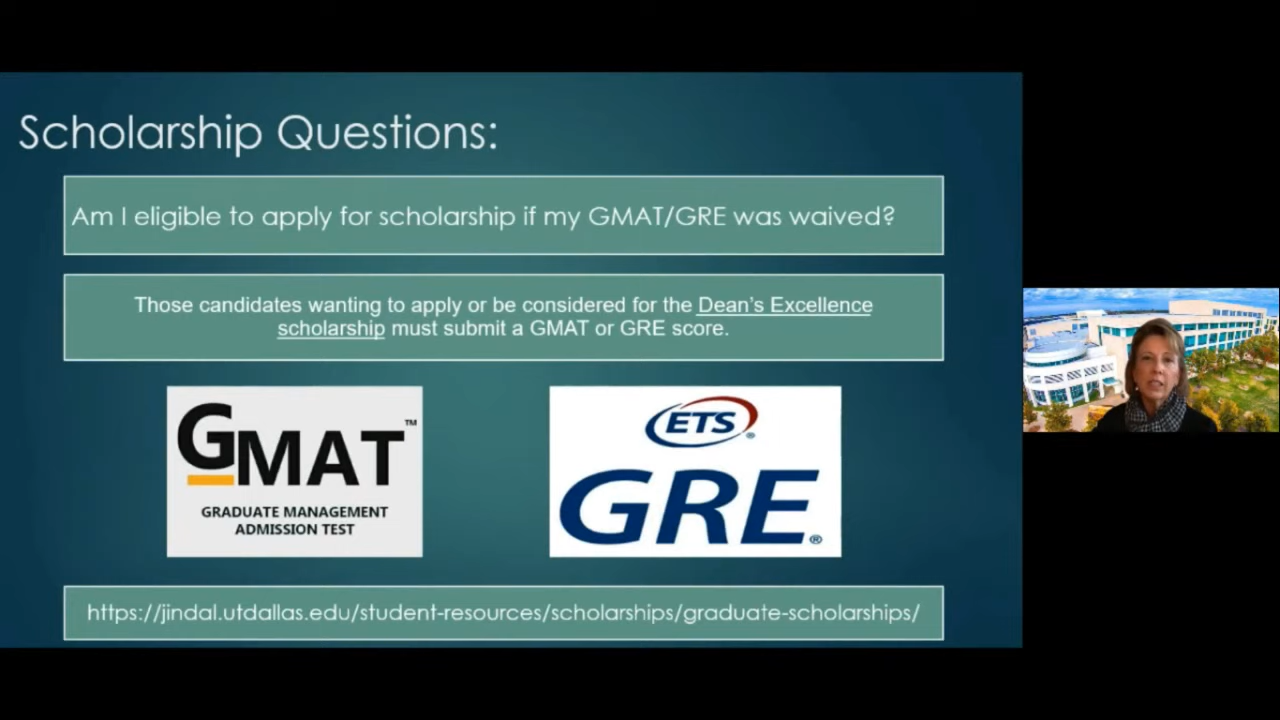 Scholarship Questions:
Am I eligible to apply for scholarship if my GMAT/GRE was waived?
Those candidates wanting to apply or be considered for the Dean's Excellence
scholarship must submit a GMAT or GRE score.
GMAT™
GRADUATE MANAGEMENT
ADMISSION TEST
ETS®
GRE®
https://jindal.utdallas.edu/student-resources/scholarships/graduate-scholarships/